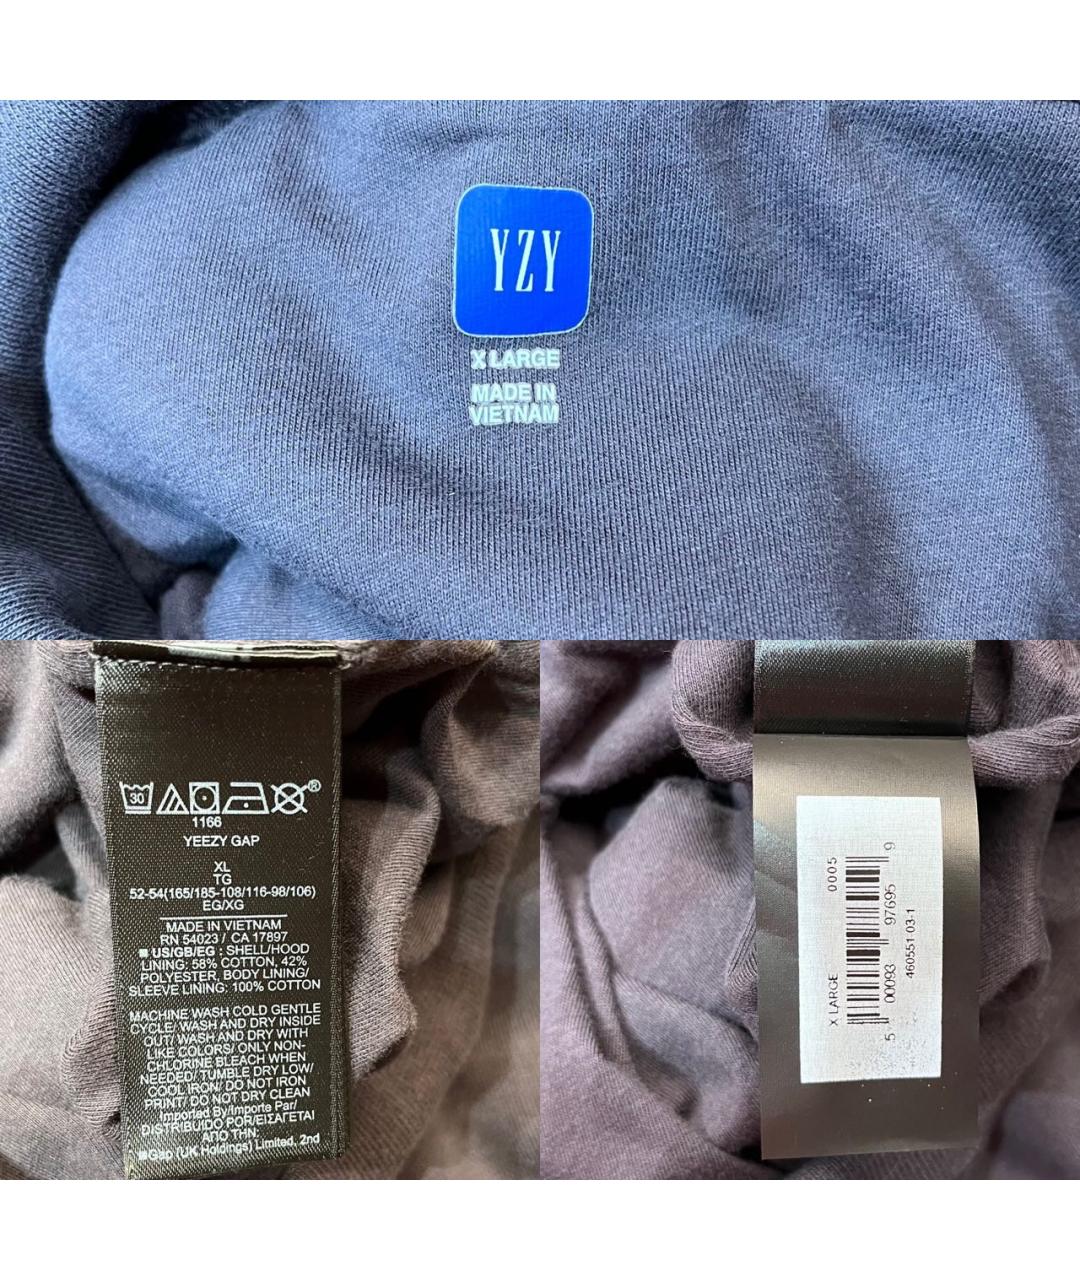 YZY
X LARGE
MADE IN
VIETNAM
30
®
1166
YEEZY GAP
XL
TG
52-54(165/185-108/116-98/106)
EG/XG
MADE IN VIETNAM
RN 54023 / CA 17897
■ US/GB/EG : SHELL/HOOD
LINING: 58% COTTON, 42%
POLYESTER, BODY LINING/
SLEEVE LINING: 100% COTTON
MACHINE WASH COLD GENTLE
CYCLE/ WASH AND DRY INSIDE
OUT/ WASH AND DRY WITH
LIKE COLORS/ ONLY NON-
CHLORINE BLEACH WHEN
NEEDED/ TUMBLE DRY LOW/
COOL IRON/ DO NOT IRON
PRINT/ DO NOT DRY CLEAN
Imported By/Importe Par/
DISTRIBUIDO POR/ΕΙΣΑΓΕΤΑΙ
ΑΠΟ ΤΗΝ
■Gap (UK Holdings) Limited, 2nd
X LARGE 0005
5 00093 97695 9
460551-03-1